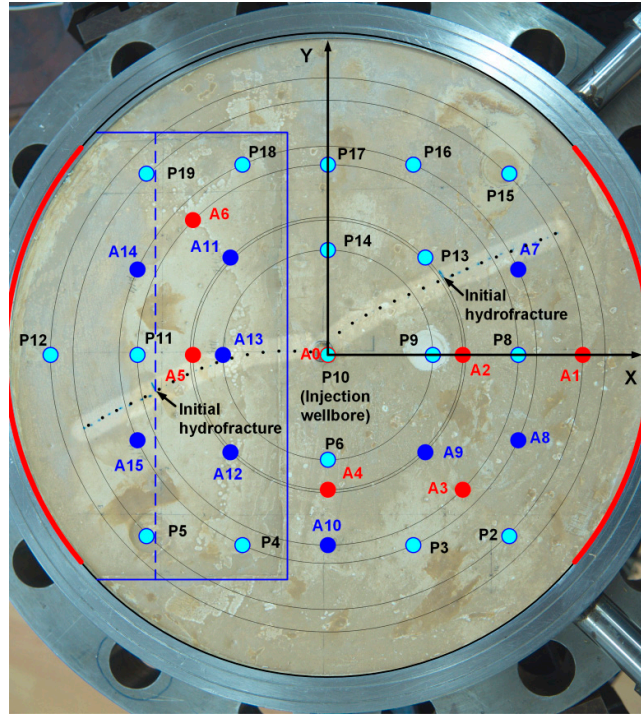 Y
P19
P18
P17
P16
P15
A6
A14
A11
P14
P13
A7
Initial
hydrofracture
P12
P11
A13
A0
P9
P8
A5
A2
A1
X
P10
(Injection
wellbore)
Initial
hydrofracture
P6
A15
A12
A4
A9
A8
A3
A10
P5
P4
P3
P2